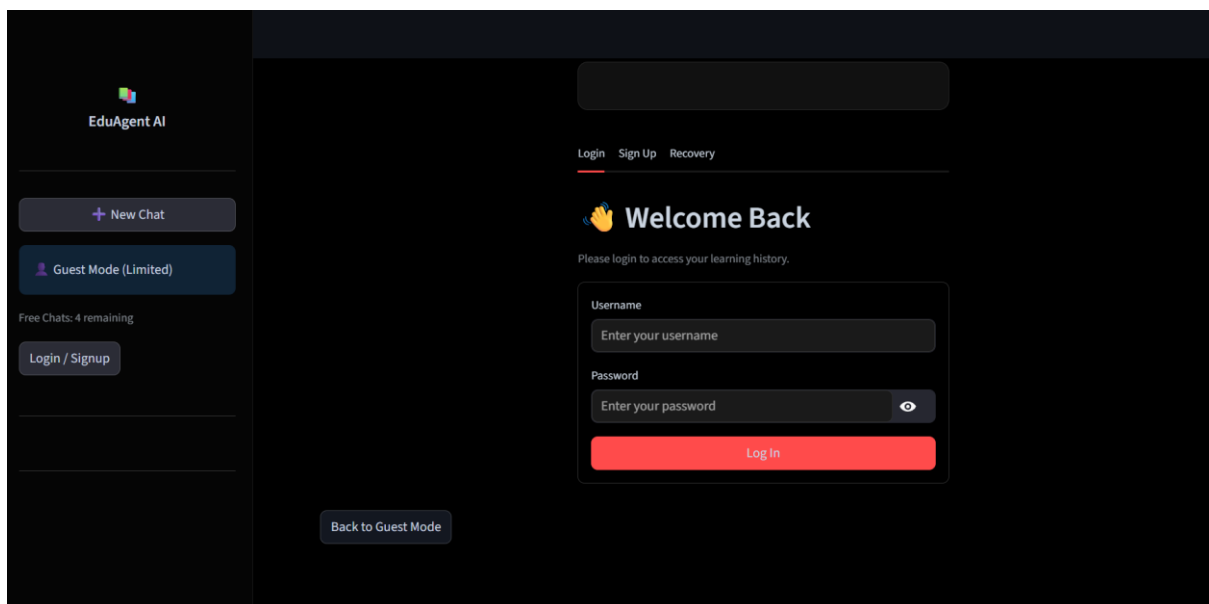 EduAgent AI
New Chat
Guest Mode (Limited)
Free Chats: 4 remaining
Login / Signup
Login Sign Up Recovery
Welcome Back
Please login to access your learning history.
Username
Enter your username
Password
Enter your password
Log In
Back to Guest Mode